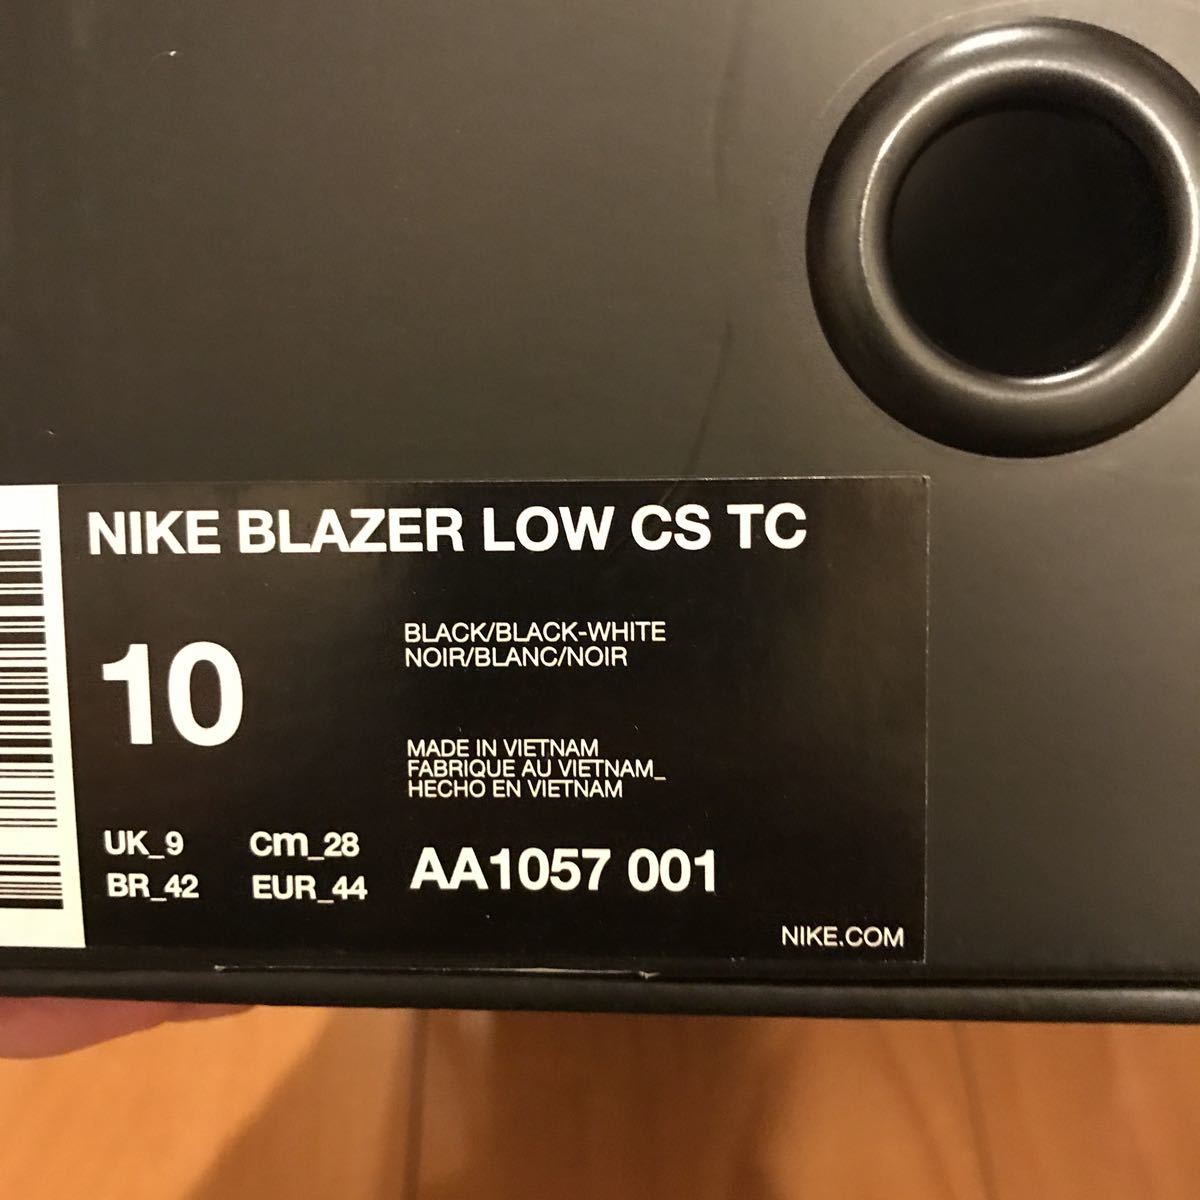 NIKE BLAZER LOW CS TC
10
BLACK/BLACK-WHITE
NOIR/BLANC/NOIR
MADE IN VIETNAM
FABRIQUE AU VIETNAM_
HECHO EN VIETNAM
UK_9 cm_28
BR_42 EUR_44
AA1057 001
NIKE.COM